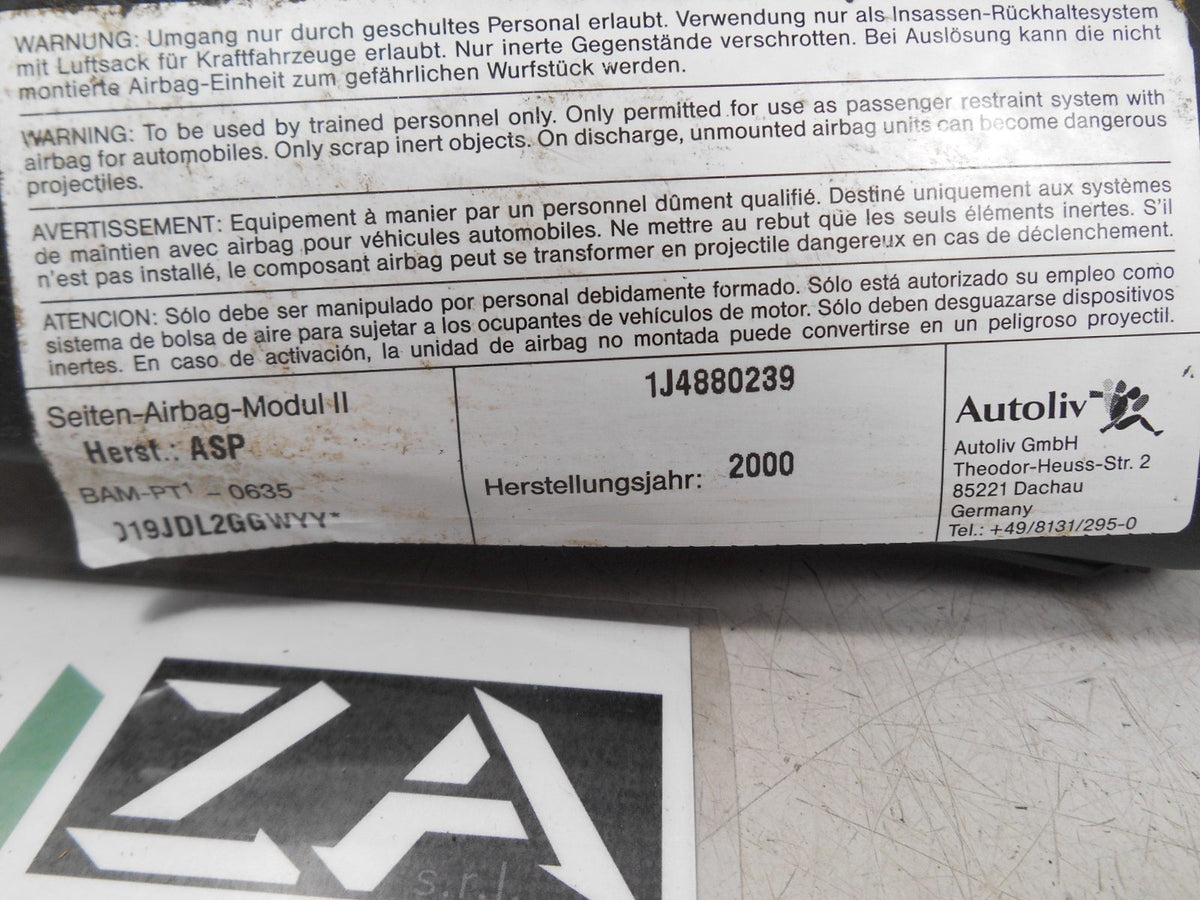 WARNUNG: Umgang nur durch geschultes Personal erlaubt. Verwendung nur als Insassen-Rückhaltesystem
mit Luftsack für Kraftfahrzeuge erlaubt. Nur inerte Gegenstände verschrotten. Bei Auslösung kann die nicht
montierte Airbag-Einheit zum gefährlichen Wurfstück werden.
WARNING: To be used by trained personnel only. Only permitted for use as passenger restraint system with
airbag for automobiles. Only scrap inert objects. On discharge, unmounted airbag units can become dangerous
projectiles.
AVERTISSEMENT: Equipement à manier par un personnel dûment qualifié. Destiné uniquement aux systèmes
de maintien avec airbag pour véhicules automobiles. Ne mettre au rebut que les seuls éléments inertes. S'il
n'est pas installé, le composant airbag peut se transformer en projectile dangereux en cas de déclenchement.
ATENCION: Sólo debe ser manipulado por personal debidamente formado. Sólo está autorizado su empleo como
sistema de bolsa de aire para sujetar a los ocupantes de vehículos de motor. Sólo deben desguazarse dispositivos
inertes. En caso de activación, la unidad de airbag no montada puede convertirse en un peligroso proyectil.
Seiten-Airbag-Modul II
Herst.: ASP
BAM-PT1 - 0635
019JDL2GGWYY*
1J4880239
Herstellungsjahr: 2000
Autoliv
Autoliv GmbH
Theodor-Heuss-Str. 2
85221 Dachau
Germany
Tel.: +49/8131/295-0
ZA
s.r.l.